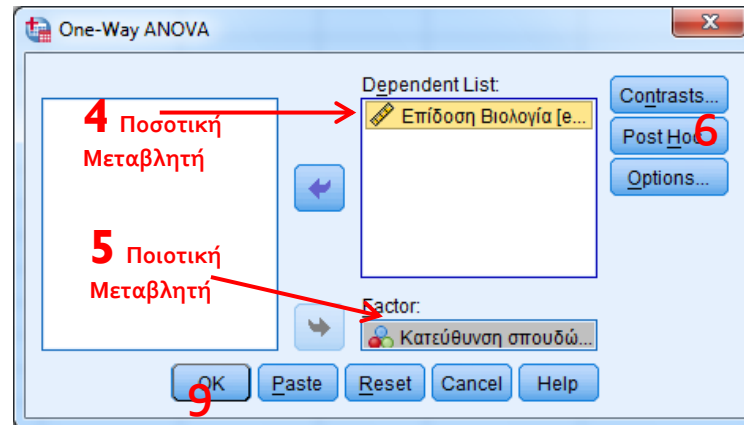 One-Way ANOVA
Dependent List:
4 Ποσοτική
Μεταβλητή
Επίδοση Βιολογία [e...
Contrasts...
Post Hoc
6
Options...
5 Ποιοτική
Μεταβλητή
Factor:
Κατεύθυνση σπουδώ...
OK
Paste
Reset
Cancel
Help
9